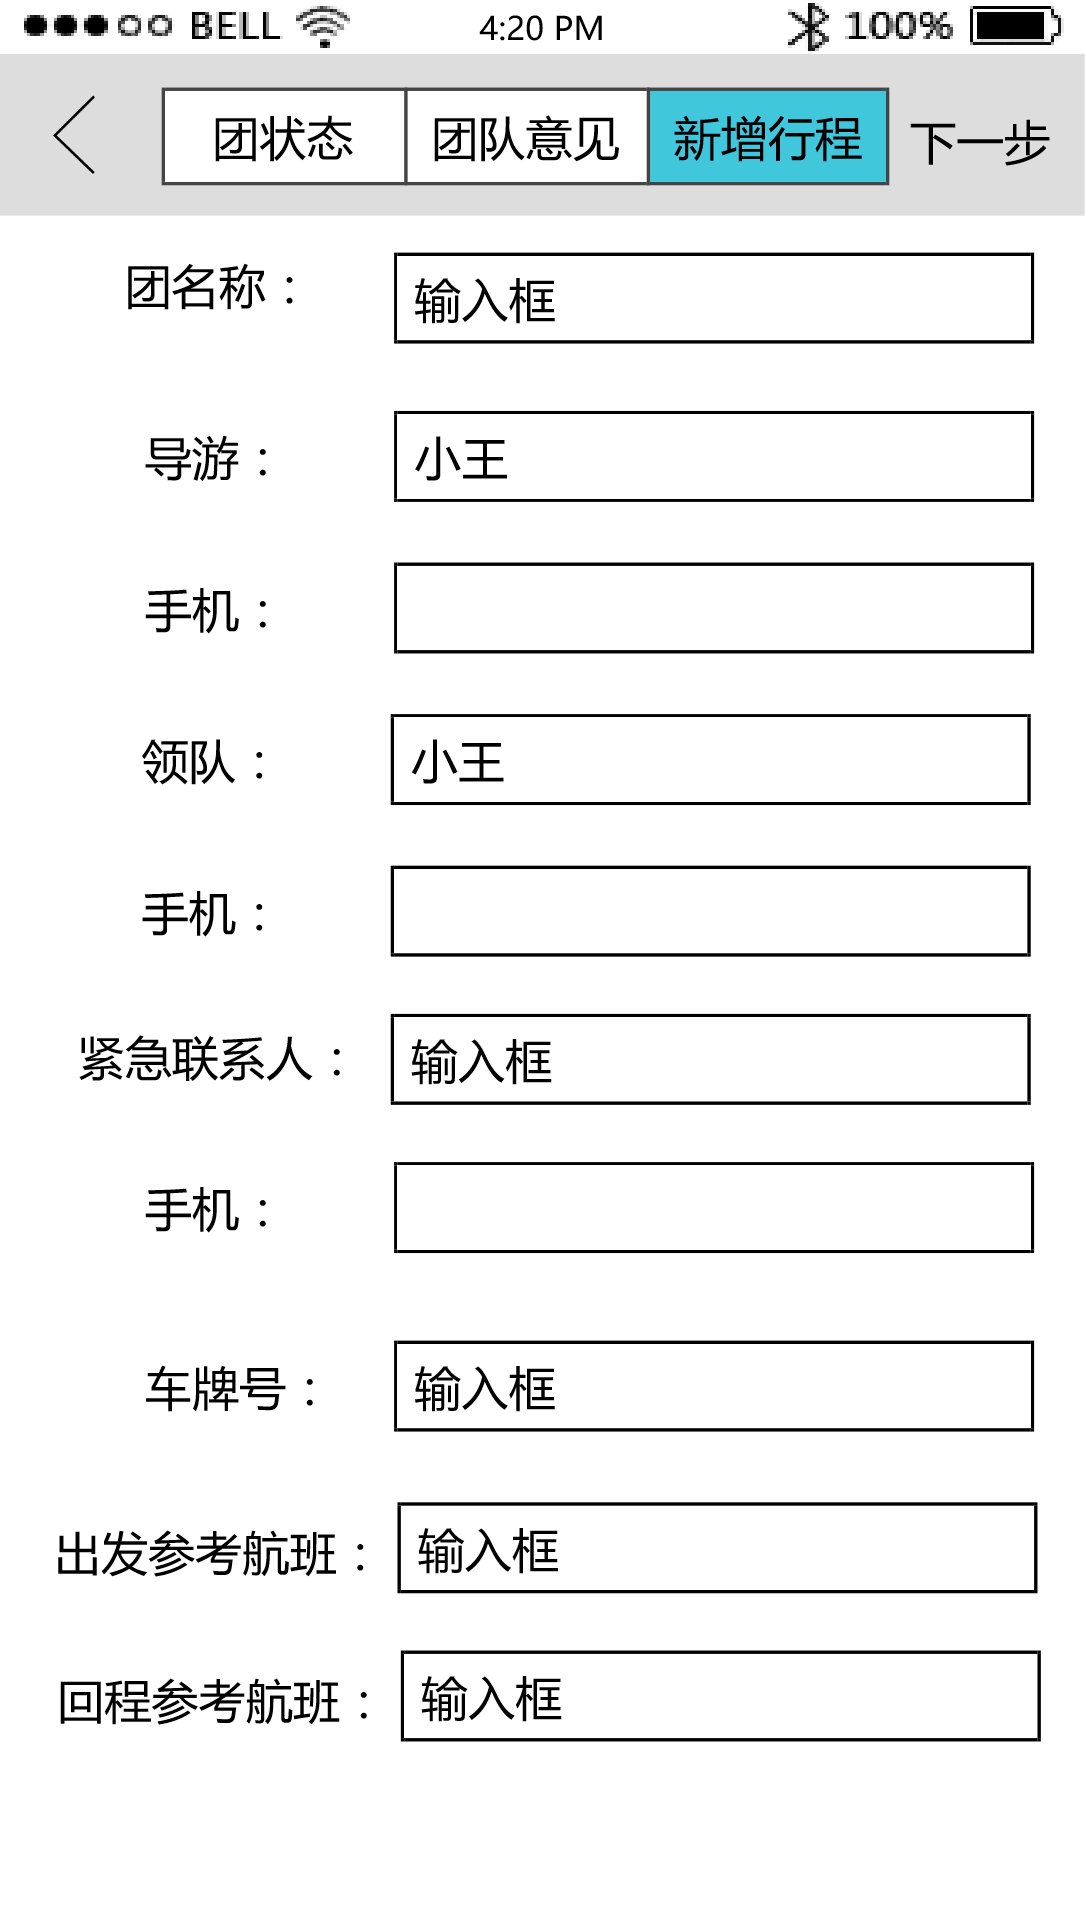 BELL 4:20 PM 100%
团状态 团队意见 新增行程 下一步
团名称： 输入框
导游： 小王
手机：
领队： 小王
手机：
紧急联系人： 输入框
手机：
车牌号： 输入框
出发参考航班： 输入框
回程参考航班： 输入框